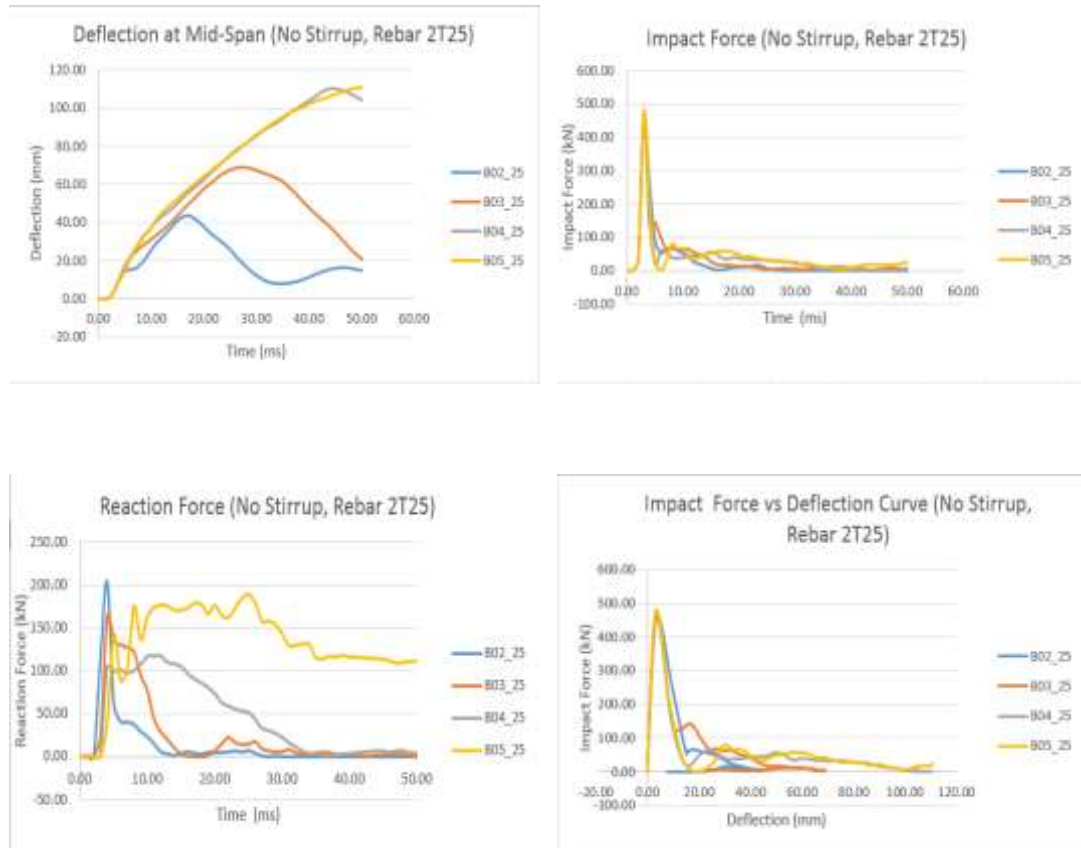 Deflection at Mid-Span (No Stirrup, Rebar 2T25)
120.00
100.00
80.00
60.00
40.00
20.00
0.00
-20.00
Deflection (mm)
0.00 10.00 20.00 30.00 40.00 50.00 60.00
Time (ms)
B02_25
B03_25
B04_25
B05_25
Impact Force (No Stirrup, Rebar 2T25)
600.00
500.00
400.00
300.00
200.00
100.00
0.00
-100.00
Impact Force (kN)
0.00 10.00 20.00 30.00 40.00 50.00 60.00
Time (ms)
B02_25
B03_25
B04_25
B05_25
Reaction Force (No Stirrup, Rebar 2T25)
250.00
200.00
150.00
100.00
50.00
0.00
-50.00
Reaction Force (kN)
0.00 10.00 20.00 30.00 40.00 50.00
Time (ms)
B02_25
B03_25
B04_25
B05_25
Impact Force vs Deflection Curve (No Stirrup,
Rebar 2T25)
600.00
500.00
400.00
300.00
200.00
100.00
-0.00
-100.00
Impact Force (kN)
-20.00 0.00 20.00 40.00 60.00 80.00 100.00 120.00
Deflection (mm)
B02_25
B03_25
B04_25
B05_25